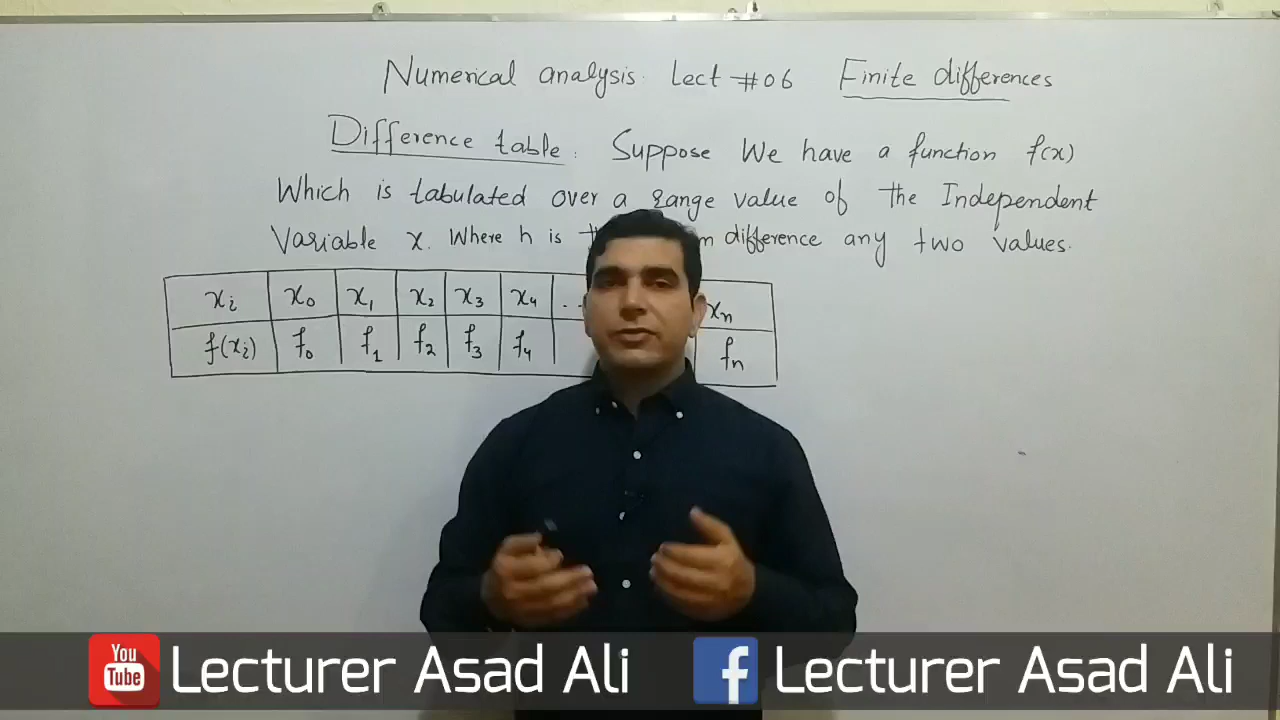 Numerical analysis. Lect #06 Finite differences
Difference table. Suppose We have a function f(x)
Which is tabulated over a range value of the Independent
Variable x. Where h is difference any two values.
xi x0 x1 x2 x3 x4 .. xn
f(xi) f0 f1 f2 f3 f4 fn
You Tube Lecturer Asad Ali f Lecturer Asad Ali